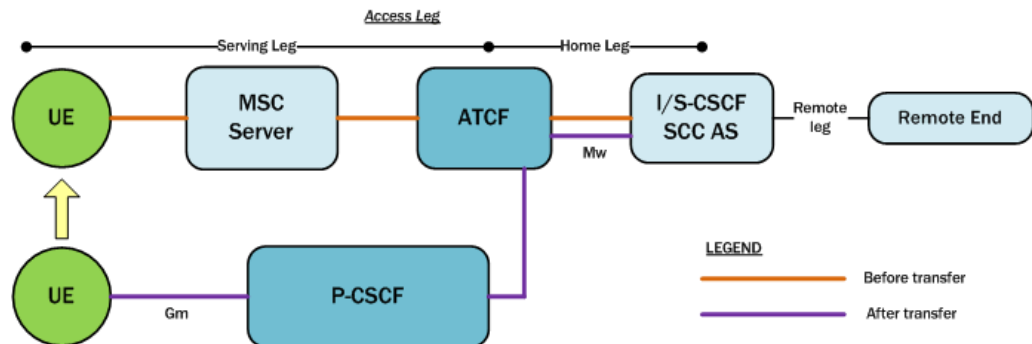 Access Leg
Serving Leg
Home Leg
UE
MSC
Server
ATCF
I/S-CSCF
SCC AS
Remote
leg
Remote End
Mw
UE
Gm
P-CSCF
LEGEND
Before transfer
After transfer